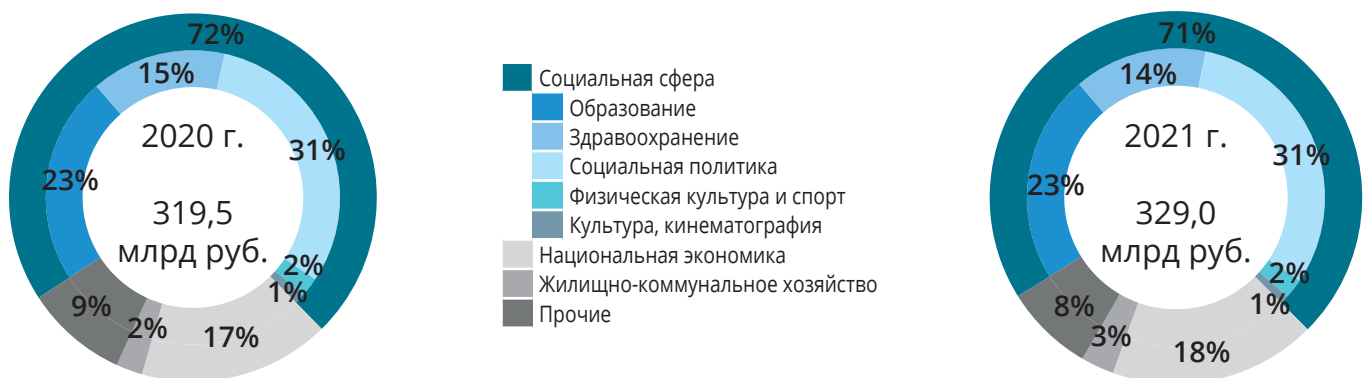 72%
15%
31%
23%
2020 г.
319,5
млрд руб.
2%
1%
9%
2%
17%
Социальная сфера
Образование
Здравоохранение
Социальная политика
Физическая культура и спорт
Культура, кинематография
Национальная экономика
Жилищно-коммунальное хозяйство
Прочие
71%
14%
31%
23%
2021 г.
329,0
млрд руб.
2%
1%
8%
3%
18%